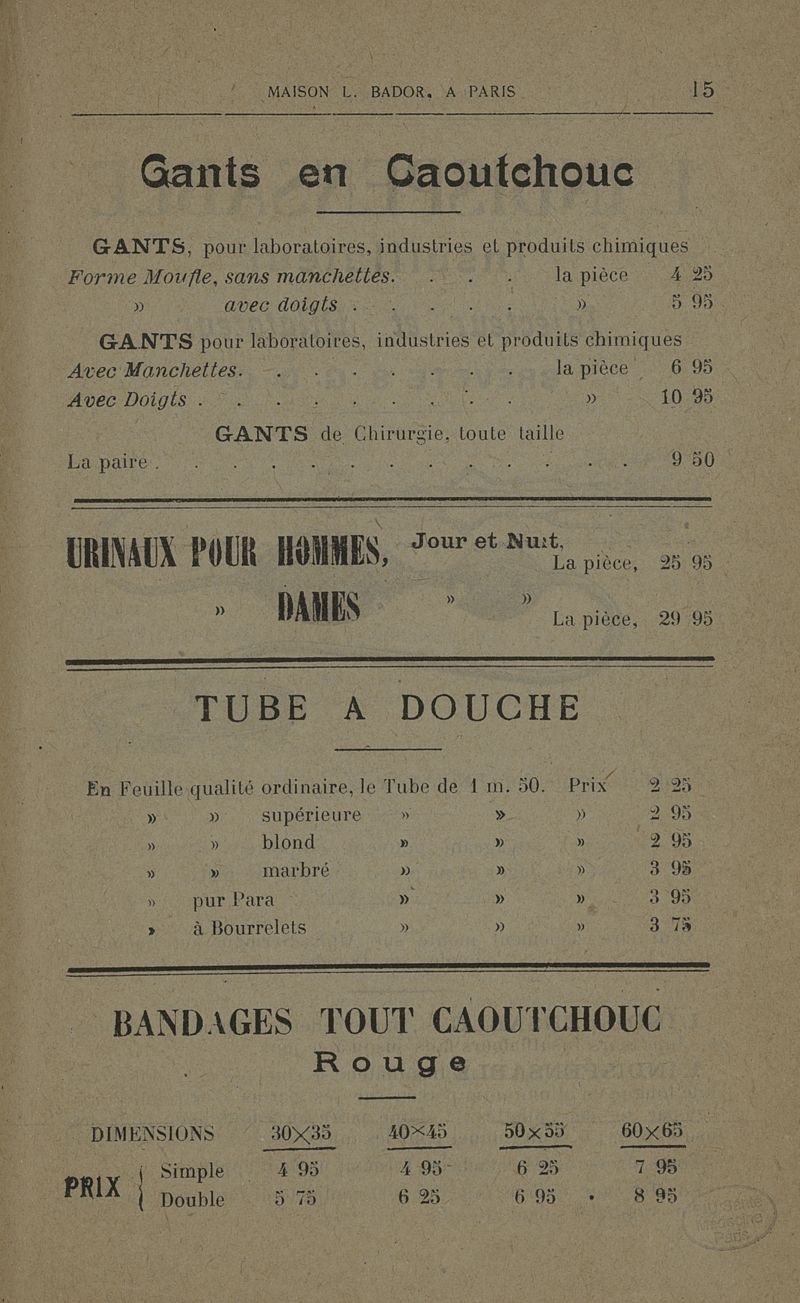 MAISON L. BADOR, A PARIS 15
Gants en Caoutchouc
GANTS, pour laboratoires, industries et produits chimiques
Forme Moufle, sans manchettes. . . . la pièce 4 25
» avec doigts . . . . . . » 5 95
GANTS pour laboratoires, industries et produits chimiques
Avec Manchettes. . . . . . . . la pièce 6 95
Avec Doigts . . . . . . . . . » 10 95
GANTS de Chirurgie, toute taille
La paire . . . . . . . . . . . . . 9 50
URINAUX POUR HOMMES, Jour et Nuit,
La pièce, 25 95
» DAMES » »
La pièce, 29 95
TUBE A DOUCHE
En Feuille qualité ordinaire, le Tube de 1 m. 50. Prix 2 25
» » supérieure » » » 2 95
» » blond » » » 2 95
» » marbré » » » 3 95
» pur Para » » » 3 95
» à Bourrelets » » » 3 75
BANDAGES TOUT CAOUTCHOUC
Rouge
DIMENSIONS 30×35 40×45 50×55 60×65
PRIX { Simple 4 95 4 95 6 25 7 95
Double 5 75 6 25 6 95 8 95
Médecine
Paris